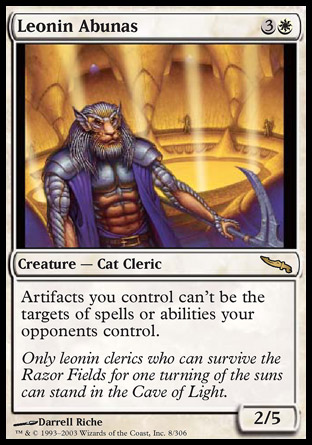 Leonin Abunas 3
Creature — Cat Cleric
Artifacts you control can't be the
targets of spells or abilities your
opponents control.
Only leonin clerics who can survive the
Razor Fields for one turning of the suns
can stand in the Cave of Light.
Darrell Riche
™ & © 1993–2003 Wizards of the Coast, Inc. 8/306
2/5